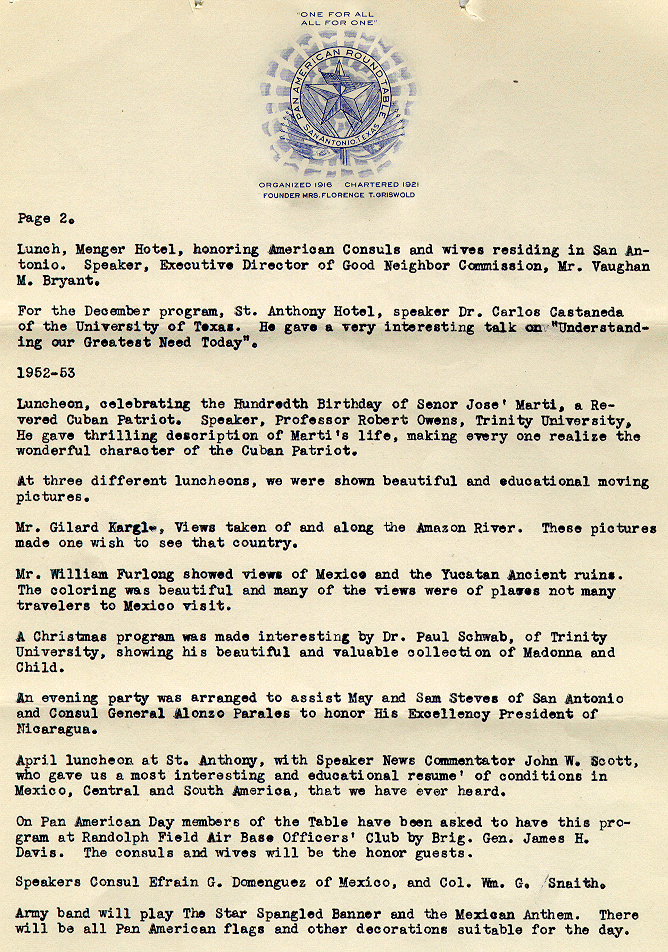 "ONE FOR ALL
ALL FOR ONE"
PAN AMERICAN ROUND TABLE
SAN ANTONIO, TEXAS
ORGANIZED 1916 CHARTERED 1921
FOUNDER MRS. FLORENCE T. GRISWOLD
Page 2.
Lunch, Menger Hotel, honoring American Consuls and wives residing in San An-
tonio. Speaker, Executive Director of Good Neighbor Commission, Mr. Vaughan
M. Bryant.
For the December program, St. Anthony Hotel, speaker Dr. Carlos Castaneda
of the University of Texas. He gave a very interesting talk on "Understand-
ing our Greatest Need Today".
1952-53
Luncheon, celebrating the Hundredth Birthday of Senor Jose' Marti, a Re-
vered Cuban Patriot. Speaker, Professor Robert Owens, Trinity University,
He gave thrilling description of Marti's life, making every one realize the
wonderful character of the Cuban Patriot.
At three different luncheons, we were shown beautiful and educational moving
pictures.
Mr. Gilard Kargle, Views taken of and along the Amazon River. These pictures
made one wish to see that country.
Mr. William Furlong showed views of Mexico and the Yucatan Ancient ruins.
The coloring was beautiful and many of the views were of places not many
travelers to Mexico visit.
A Christmas program was made interesting by Dr. Paul Schwab, of Trinity
University, showing his beautiful and valuable collection of Madonna and
Child.
An evening party was arranged to assist May and Sam Steves of San Antonio
and Consul General Alonzo Parales to honor His Excellency President of
Nicaragua.
April luncheon at St. Anthony, with Speaker News Commentator John W. Scott,
who gave us a most interesting and educational resume' of conditions in
Mexico, Central and South America, that we have ever heard.
On Pan American Day members of the Table have been asked to have this pro-
gram at Randolph Field Air Base Officers' Club by Brig. Gen. James H.
Davis. The consuls and wives will be the honor guests.
Speakers Consul Efrain G. Domenguez of Mexico, and Col. Wm. G. Snaith.
Army band will play The Star Spangled Banner and the Mexican Anthem. There
will be all Pan American flags and other decorations suitable for the day.